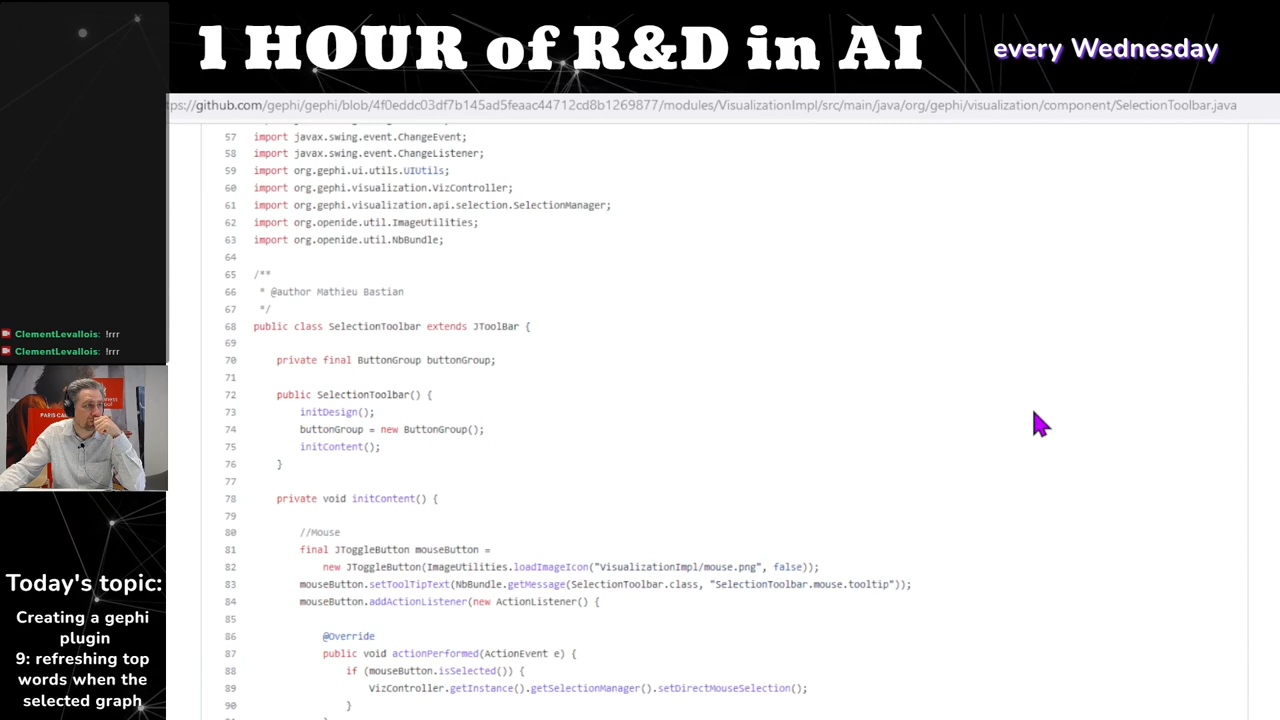 1 HOUR of R&D in AI
every Wednesday
ps://github.com/gephi/gephi/blob/4f0eddc03df7b145ad5feaac44712cd8b1269877/modules/VisualizationImpl/src/main/java/org/gephi/visualization/component/SelectionToolbar.java
57 import javax.swing.event.ChangeEvent;
58 import javax.swing.event.ChangeListener;
59 import org.gephi.ui.utils.UIUtils;
60 import org.gephi.visualization.VizController;
61 import org.gephi.visualization.api.selection.SelectionManager;
62 import org.openide.util.ImageUtilities;
63 import org.openide.util.NbBundle;
64
65 /**
66 * @author Mathieu Bastian
67 */
68 public class SelectionToolbar extends JToolBar {
69
70 private final ButtonGroup buttonGroup;
71
72 public SelectionToolbar() {
73 initDesign();
74 buttonGroup = new ButtonGroup();
75 initContent();
76 }
77
78 private void initContent() {
79
80 //Mouse
81 final JToggleButton mouseButton =
82 new JToggleButton(ImageUtilities.loadImageIcon("VisualizationImpl/mouse.png", false));
83 mouseButton.setToolTipText(NbBundle.getMessage(SelectionToolbar.class, "SelectionToolbar.mouse.tooltip"));
84 mouseButton.addActionListener(new ActionListener() {
85
86 @Override
87 public void actionPerformed(ActionEvent e) {
88 if (mouseButton.isSelected()) {
89 VizController.getInstance().getSelectionManager().setDirectMouseSelection();
90 }
ClementLevallois: !rrr
ClementLevallois: !rrr
PARIS CA
Today's topic:
Creating a gephi
plugin
9: refreshing top
words when the
selected graph